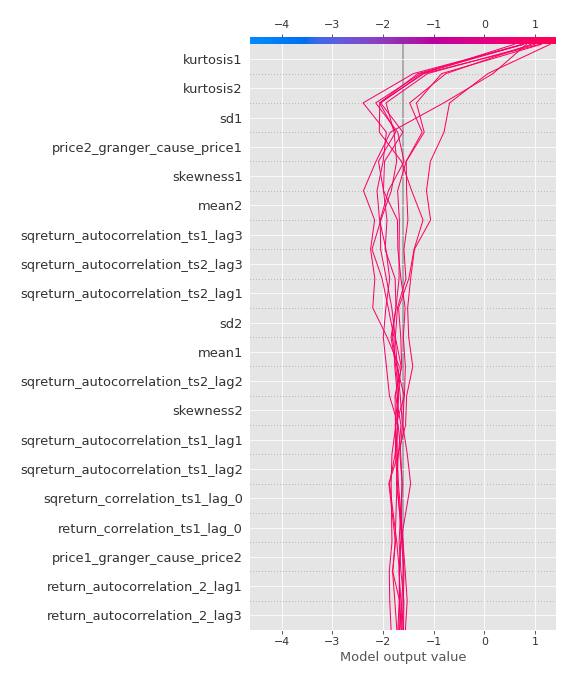 −4 −3 −2 −1 0 1
kurtosis1
kurtosis2
sd1
price2_granger_cause_price1
skewness1
mean2
sqreturn_autocorrelation_ts1_lag3
sqreturn_autocorrelation_ts2_lag3
sqreturn_autocorrelation_ts2_lag1
sd2
mean1
sqreturn_autocorrelation_ts2_lag2
skewness2
sqreturn_autocorrelation_ts1_lag1
sqreturn_autocorrelation_ts1_lag2
sqreturn_correlation_ts1_lag_0
return_correlation_ts1_lag_0
price1_granger_cause_price2
return_autocorrelation_2_lag1
return_autocorrelation_2_lag3
−4 −3 −2 −1 0 1
Model output value